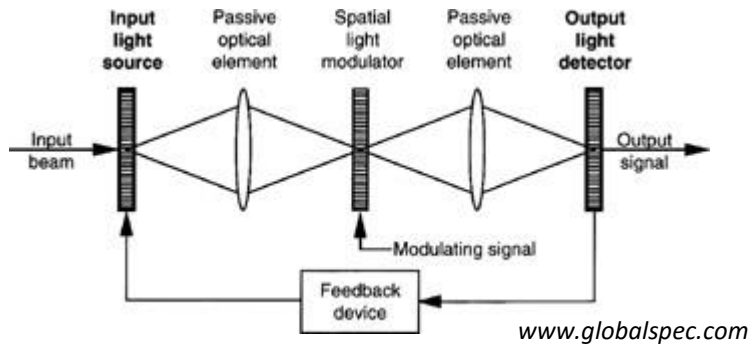 Input
light
source
Passive
optical
element
Spatial
light
modulator
Passive
optical
element
Output
light
detector
Input
beam
Output
signal
Modulating signal
Feedback
device
www.globalspec.com